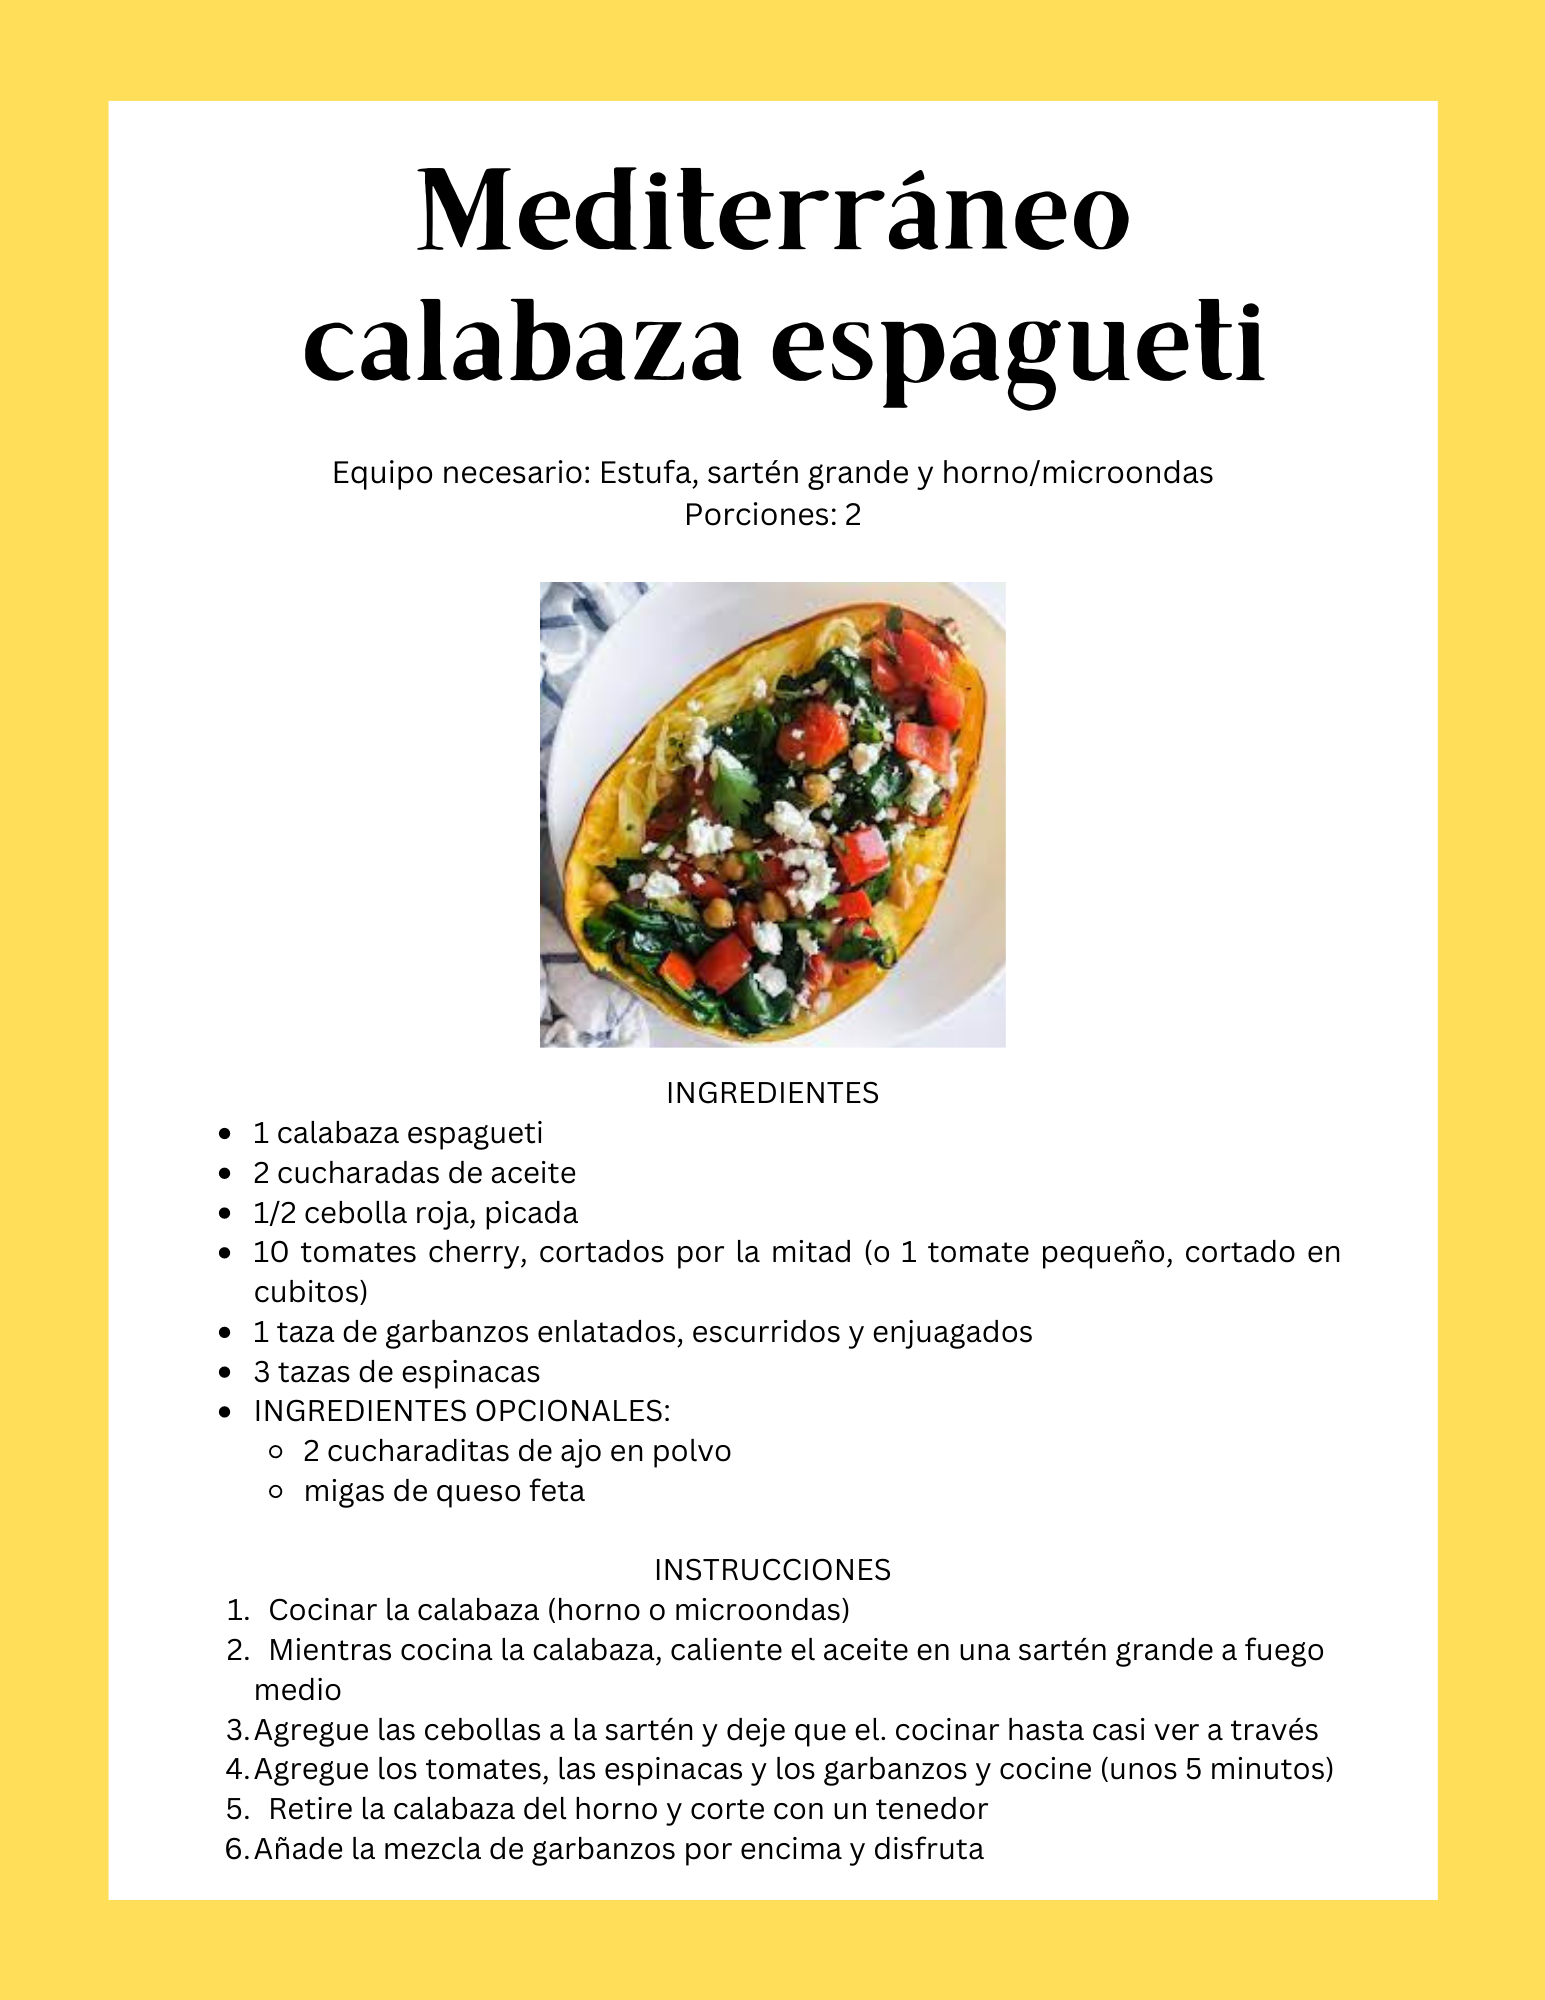 Mediterráneo
calabaza espagueti
Equipo necesario: Estufa, sartén grande y horno/microondas
Porciones: 2
INGREDIENTES
• 1 calabaza espagueti
• 2 cucharadas de aceite
• 1/2 cebolla roja, picada
• 10 tomates cherry, cortados por la mitad (o 1 tomate pequeño, cortado en
cubitos)
• 1 taza de garbanzos enlatados, escurridos y enjuagados
• 3 tazas de espinacas
• INGREDIENTES OPCIONALES:
◦ 2 cucharaditas de ajo en polvo
◦ migas de queso feta
INSTRUCCIONES
1. Cocinar la calabaza (horno o microondas)
2. Mientras cocina la calabaza, caliente el aceite en una sartén grande a fuego
medio
3. Agregue las cebollas a la sartén y deje que el. cocinar hasta casi ver a través
4. Agregue los tomates, las espinacas y los garbanzos y cocine (unos 5 minutos)
5. Retire la calabaza del horno y corte con un tenedor
6. Añade la mezcla de garbanzos por encima y disfruta